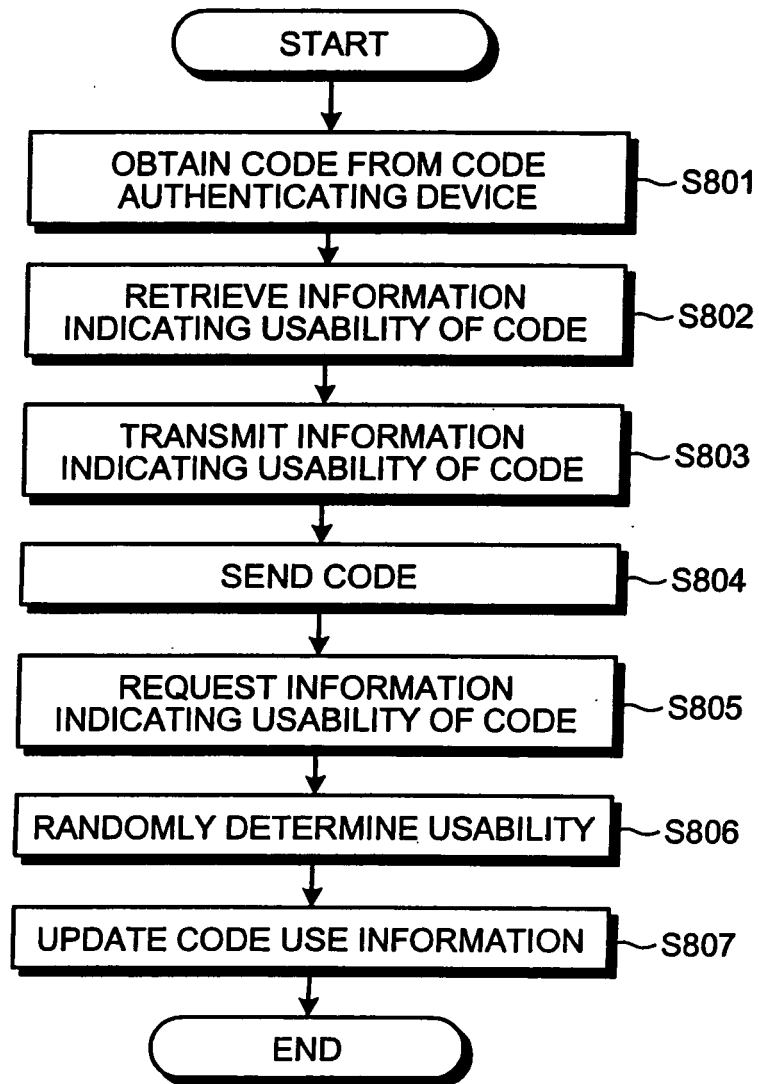 START
OBTAIN CODE FROM CODE
AUTHENTICATING DEVICE
S801
RETRIEVE INFORMATION
INDICATING USABILITY OF CODE
S802
TRANSMIT INFORMATION
INDICATING USABILITY OF CODE
S803
SEND CODE
S804
REQUEST INFORMATION
INDICATING USABILITY OF CODE
S805
RANDOMLY DETERMINE USABILITY
S806
UPDATE CODE USE INFORMATION
S807
END